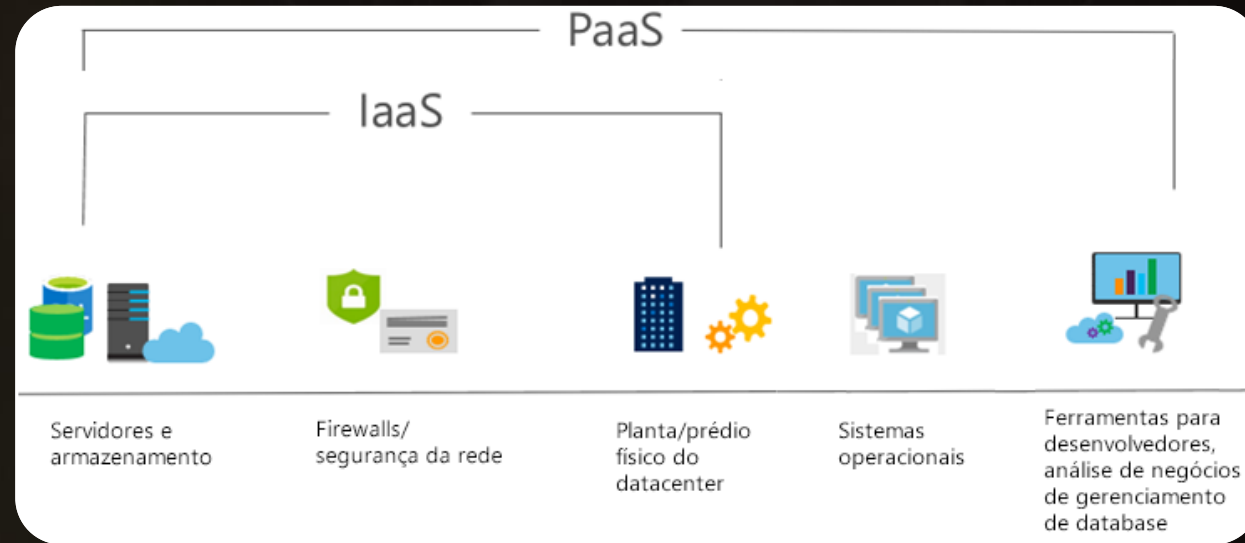 PaaS
IaaS
Servidores e
armazenamento
Firewalls/
segurança da rede
Planta/prédio
físico do
datacenter
Sistemas
operacionais
Ferramentas para
desenvolvedores,
análise de negócios
de gerenciamento
de database